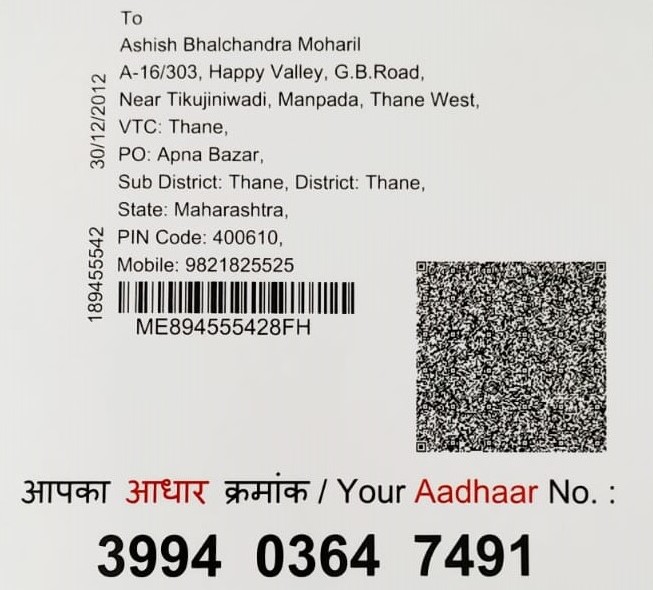 To
Ashish Bhalchandra Moharil
A-16/303, Happy Valley, G.B.Road,
Near Tikujiniwadi, Manpada, Thane West,
VTC: Thane,
PO: Apna Bazar,
Sub District: Thane, District: Thane,
State: Maharashtra,
PIN Code: 400610,
Mobile: 9821825525
ME894555428FH
30/12/2012
189455542
आपका आधार क्रमांक / Your Aadhaar No. :
3994 0364 7491